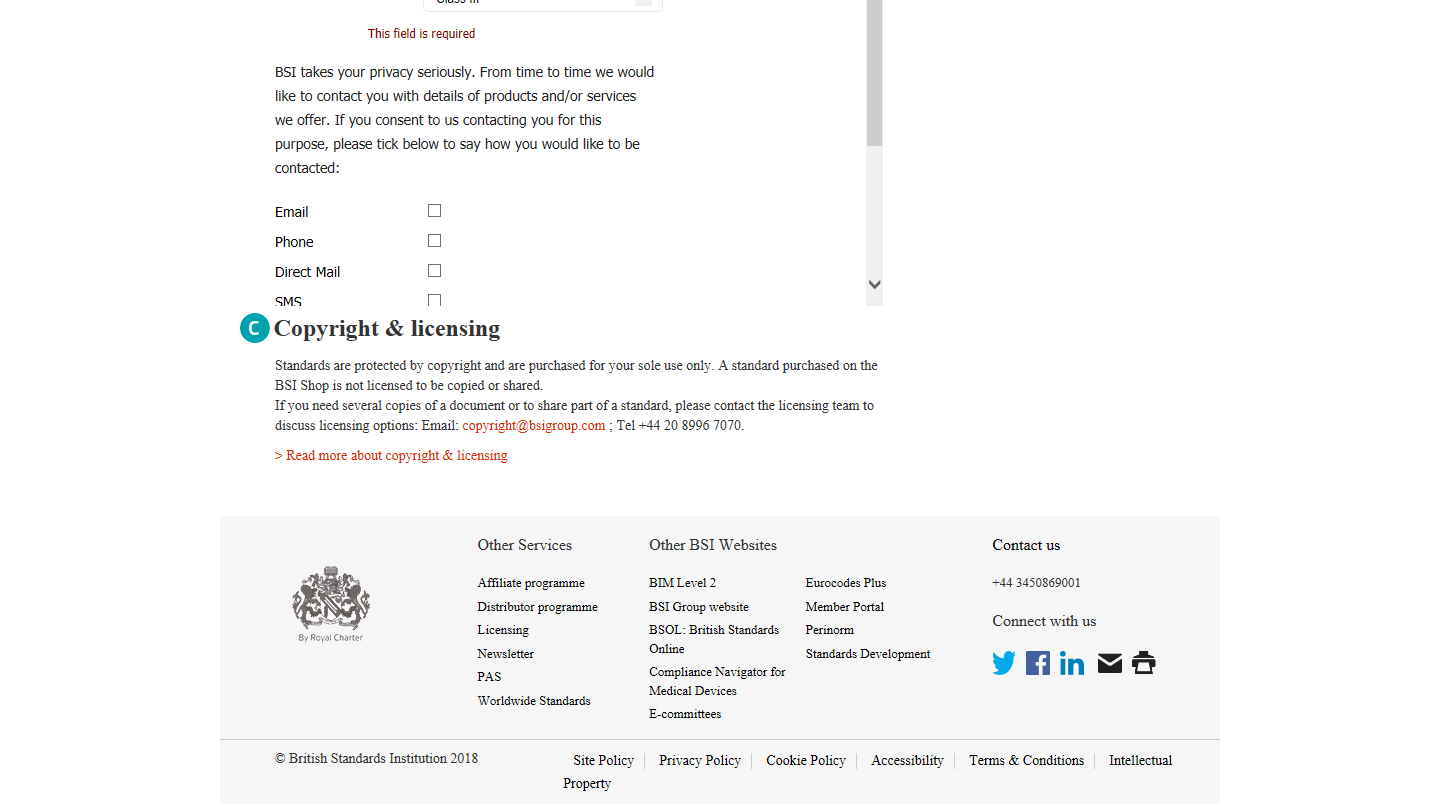 Class III
This field is required
BSI takes your privacy seriously. From time to time we would
like to contact you with details of products and/or services
we offer. If you consent to us contacting you for this
purpose, please tick below to say how you would like to be
contacted:
Email
Phone
Direct Mail
SMS
C Copyright & licensing
Standards are protected by copyright and are purchased for your sole use only. A standard purchased on the
BSI Shop is not licensed to be copied or shared.
If you need several copies of a document or to share part of a standard, please contact the licensing team to
discuss licensing options: Email: copyright@bsigroup.com ; Tel +44 20 8996 7070.
> Read more about copyright & licensing
By Royal Charter
Other Services
Affiliate programme
Distributor programme
Licensing
Newsletter
PAS
Worldwide Standards
Other BSI Websites
BIM Level 2
BSI Group website
BSOL: British Standards
Online
Compliance Navigator for
Medical Devices
E-committees
Eurocodes Plus
Member Portal
Perinorm
Standards Development
Contact us
+44 3450869001
Connect with us
© British Standards Institution 2018
Site Policy Privacy Policy Cookie Policy Accessibility Terms & Conditions Intellectual
Property